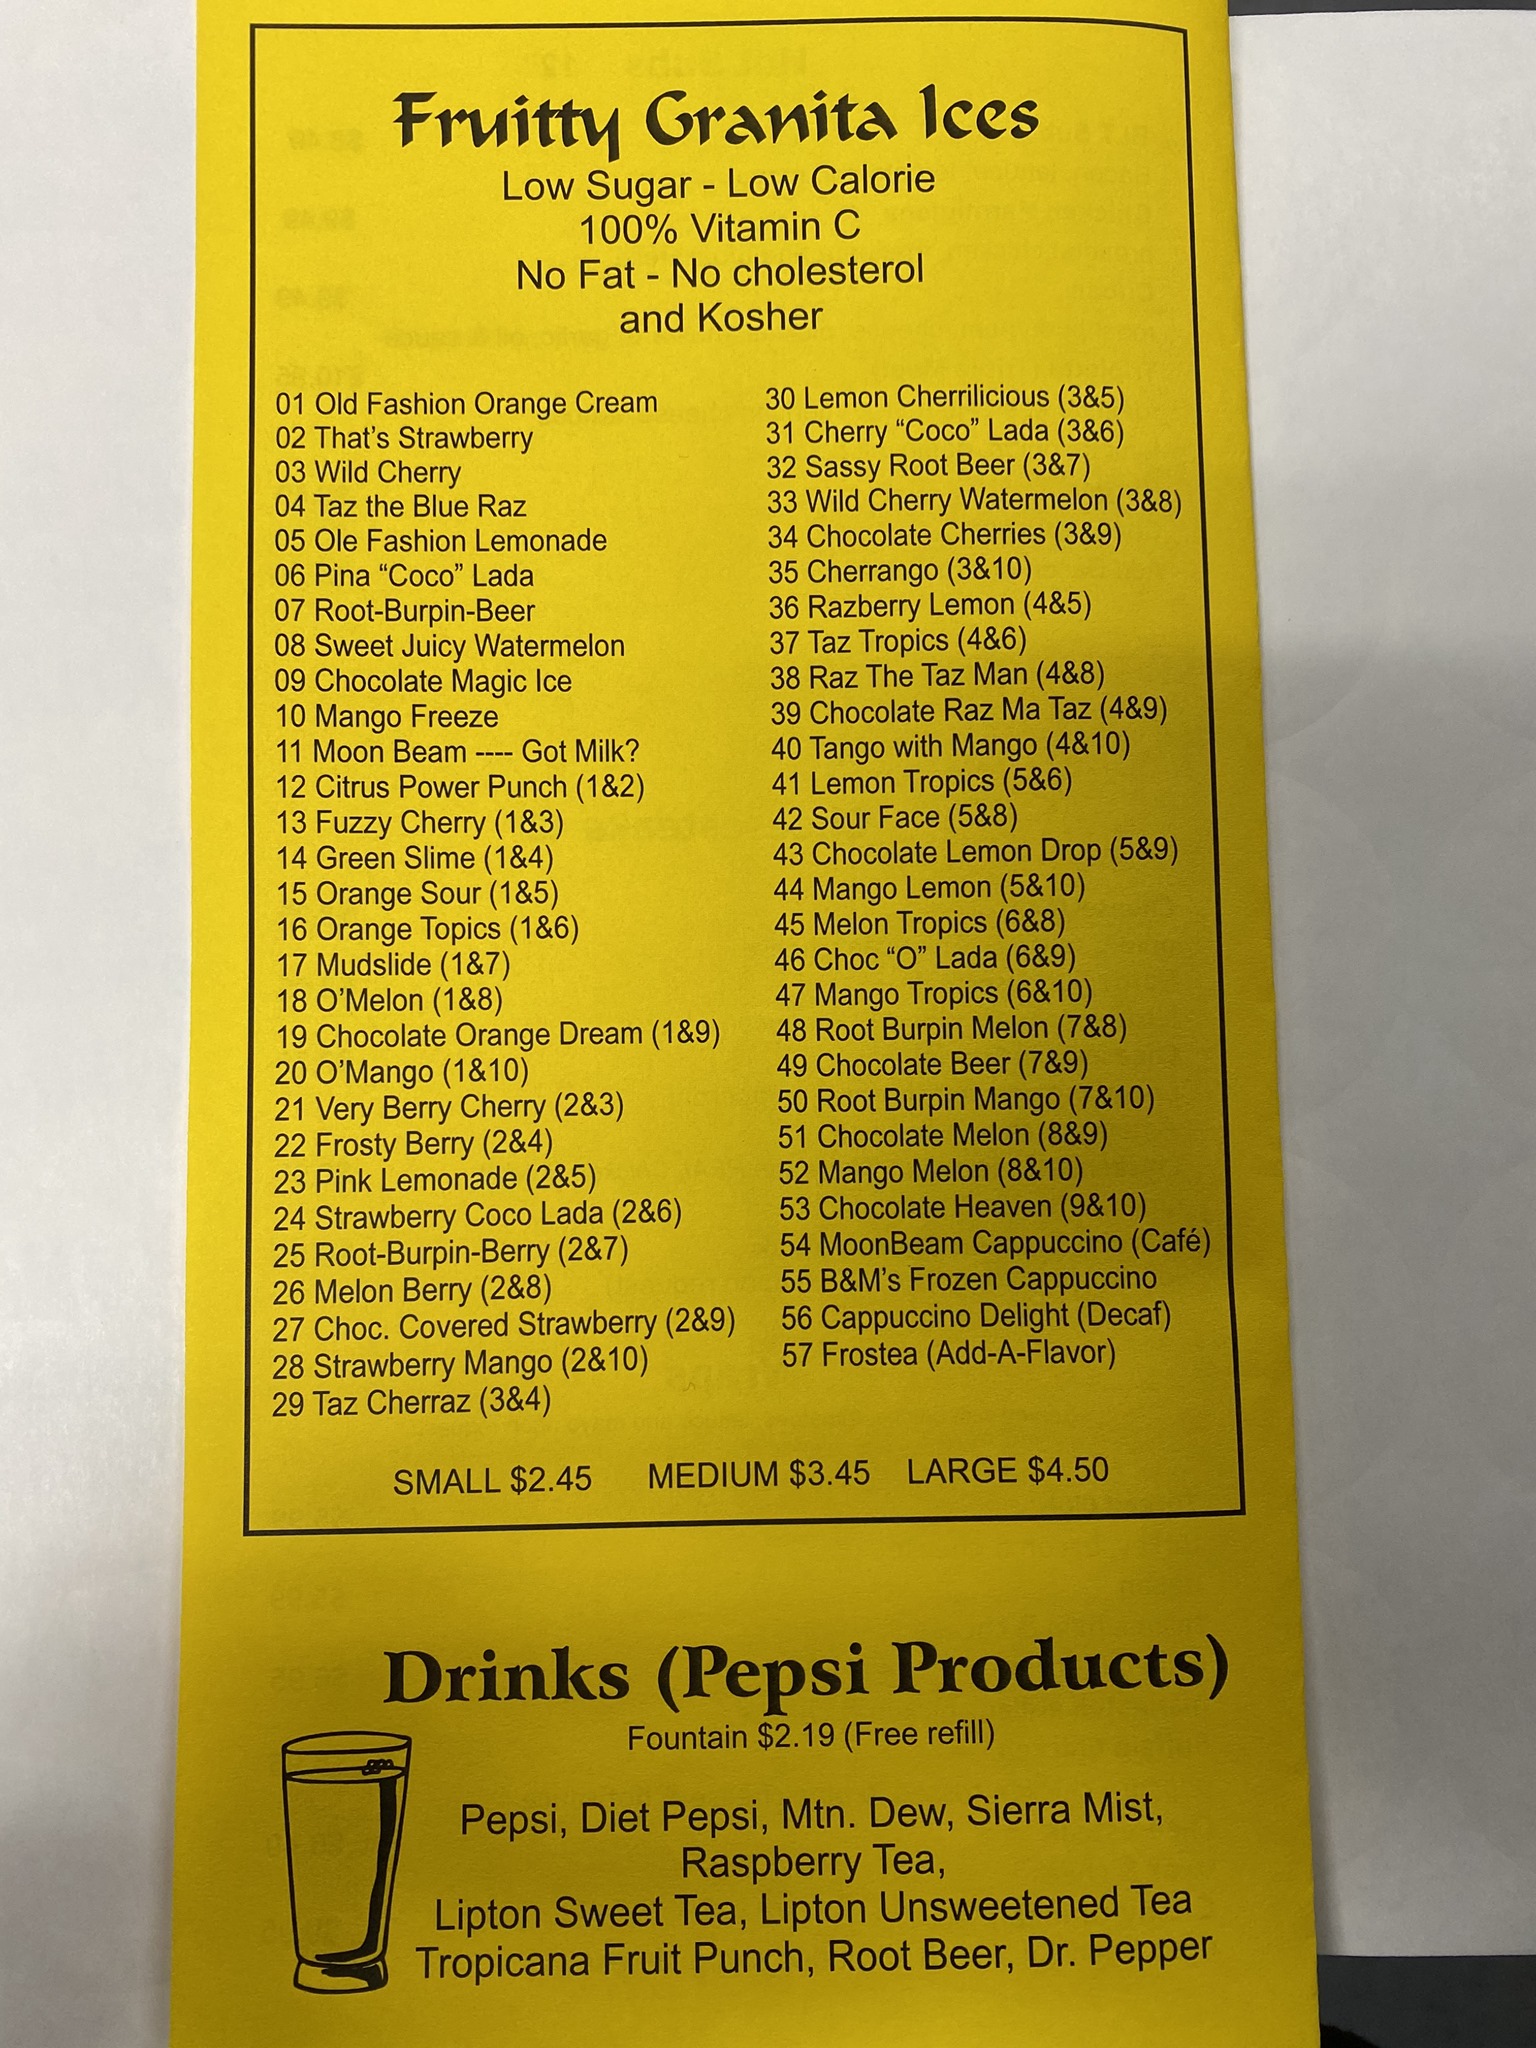 Fruitty Granita Ices
Low Sugar - Low Calorie
100% Vitamin C
No Fat - No cholesterol
and Kosher
01 Old Fashion Orange Cream
02 That's Strawberry
03 Wild Cherry
04 Taz the Blue Raz
05 Ole Fashion Lemonade
06 Pina “Coco” Lada
07 Root-Burpin-Beer
08 Sweet Juicy Watermelon
09 Chocolate Magic Ice
10 Mango Freeze
11 Moon Beam ---- Got Milk?
12 Citrus Power Punch (1&2)
13 Fuzzy Cherry (1&3)
14 Green Slime (1&4)
15 Orange Sour (1&5)
16 Orange Topics (1&6)
17 Mudslide (1&7)
18 O'Melon (1&8)
19 Chocolate Orange Dream (1&9)
20 O'Mango (1&10)
21 Very Berry Cherry (2&3)
22 Frosty Berry (2&4)
23 Pink Lemonade (2&5)
24 Strawberry Coco Lada (2&6)
25 Root-Burpin-Berry (2&7)
26 Melon Berry (2&8)
27 Choc. Covered Strawberry (2&9)
28 Strawberry Mango (2&10)
29 Taz Cherraz (3&4)
30 Lemon Cherrilicious (3&5)
31 Cherry “Coco” Lada (3&6)
32 Sassy Root Beer (3&7)
33 Wild Cherry Watermelon (3&8)
34 Chocolate Cherries (3&9)
35 Cherrango (3&10)
36 Razberry Lemon (4&5)
37 Taz Tropics (4&6)
38 Raz The Taz Man (4&8)
39 Chocolate Raz Ma Taz (4&9)
40 Tango with Mango (4&10)
41 Lemon Tropics (5&6)
42 Sour Face (5&8)
43 Chocolate Lemon Drop (5&9)
44 Mango Lemon (5&10)
45 Melon Tropics (6&8)
46 Choc “O” Lada (6&9)
47 Mango Tropics (6&10)
48 Root Burpin Melon (7&8)
49 Chocolate Beer (7&9)
50 Root Burpin Mango (7&10)
51 Chocolate Melon (8&9)
52 Mango Melon (8&10)
53 Chocolate Heaven (9&10)
54 MoonBeam Cappuccino (Café)
55 B&M's Frozen Cappuccino
56 Cappuccino Delight (Decaf)
57 Frostea (Add-A-Flavor)
SMALL $2.45 MEDIUM $3.45 LARGE $4.50
Drinks (Pepsi Products)
Fountain $2.19 (Free refill)
Pepsi, Diet Pepsi, Mtn. Dew, Sierra Mist,
Raspberry Tea,
Lipton Sweet Tea, Lipton Unsweetened Tea
Tropicana Fruit Punch, Root Beer, Dr. Pepper